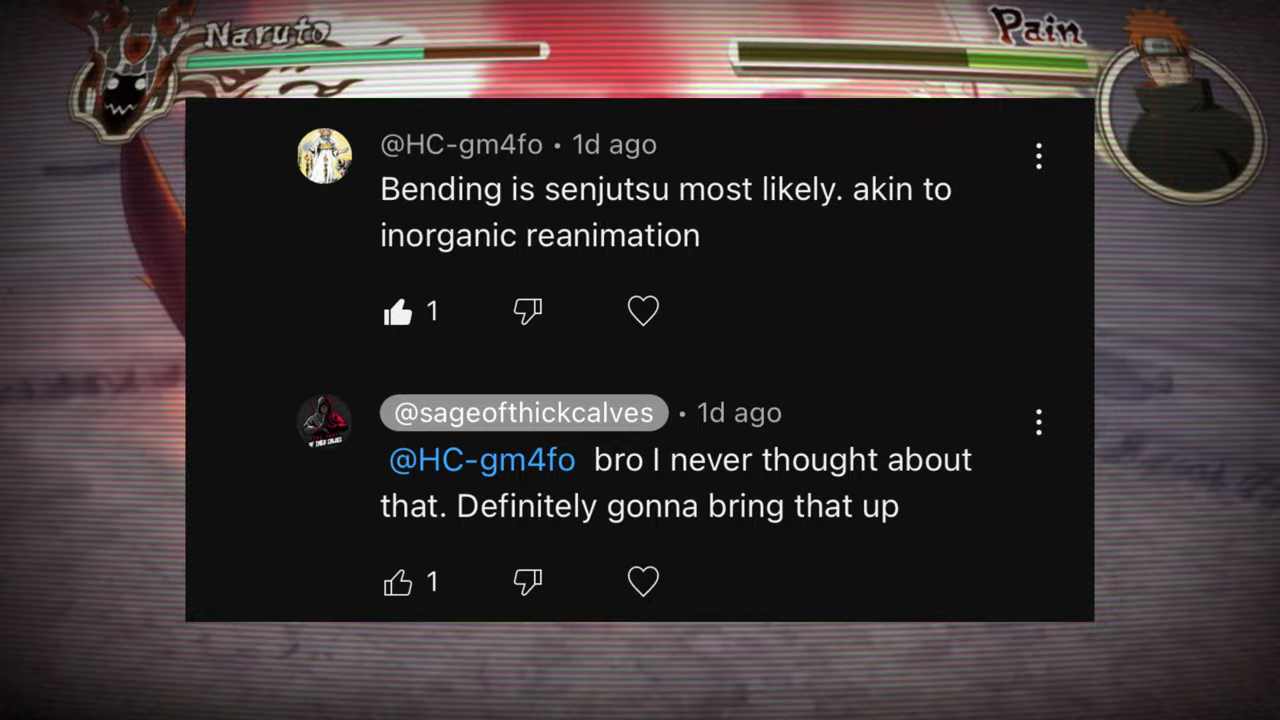 Naruto
Pain
@HC-gm4fo • 1d ago
Bending is senjutsu most likely. akin to
inorganic reanimation
1
@sageofthickcalves • 1d ago
@HC-gm4fo bro I never thought about
that. Definitely gonna bring that up
1